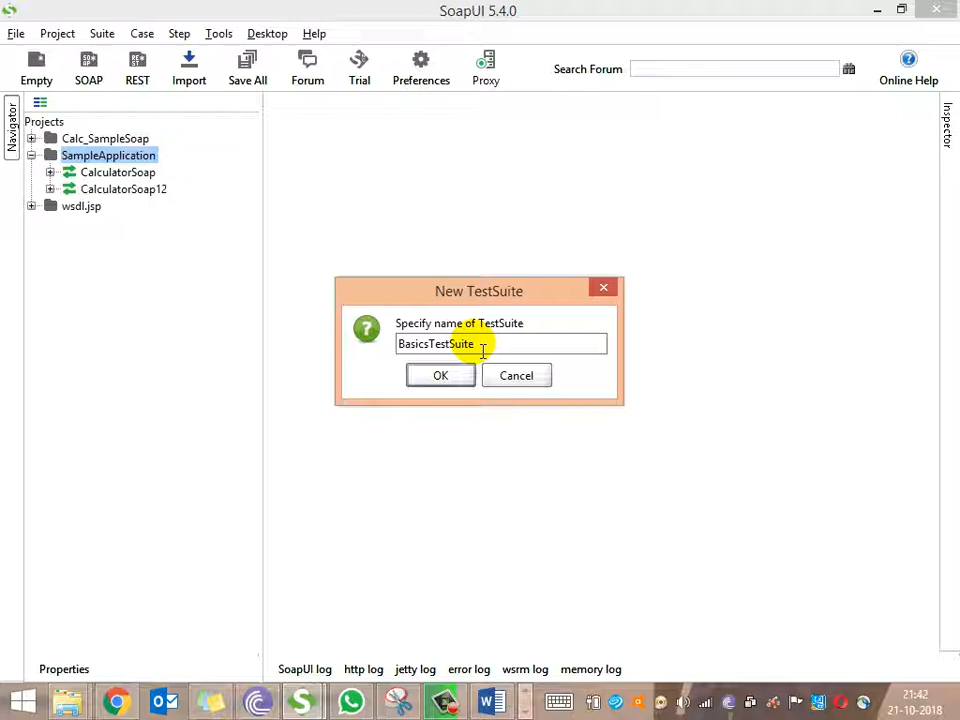 SoapUI 5.4.0
File Project Suite Case Step Tools Desktop Help
Empty SOAP REST Import Save All Forum Trial Preferences Proxy Search Forum Online Help
Navigator
Inspector
Projects
Calc_SampleSoap
SampleApplication
CalculatorSoap
CalculatorSoap12
wsdl.jsp
New TestSuite
Specify name of TestSuite
BasicsTestSuite
OK Cancel
Properties SoapUI log http log jetty log error log wsrm log memory log
21:42
21-10-2018